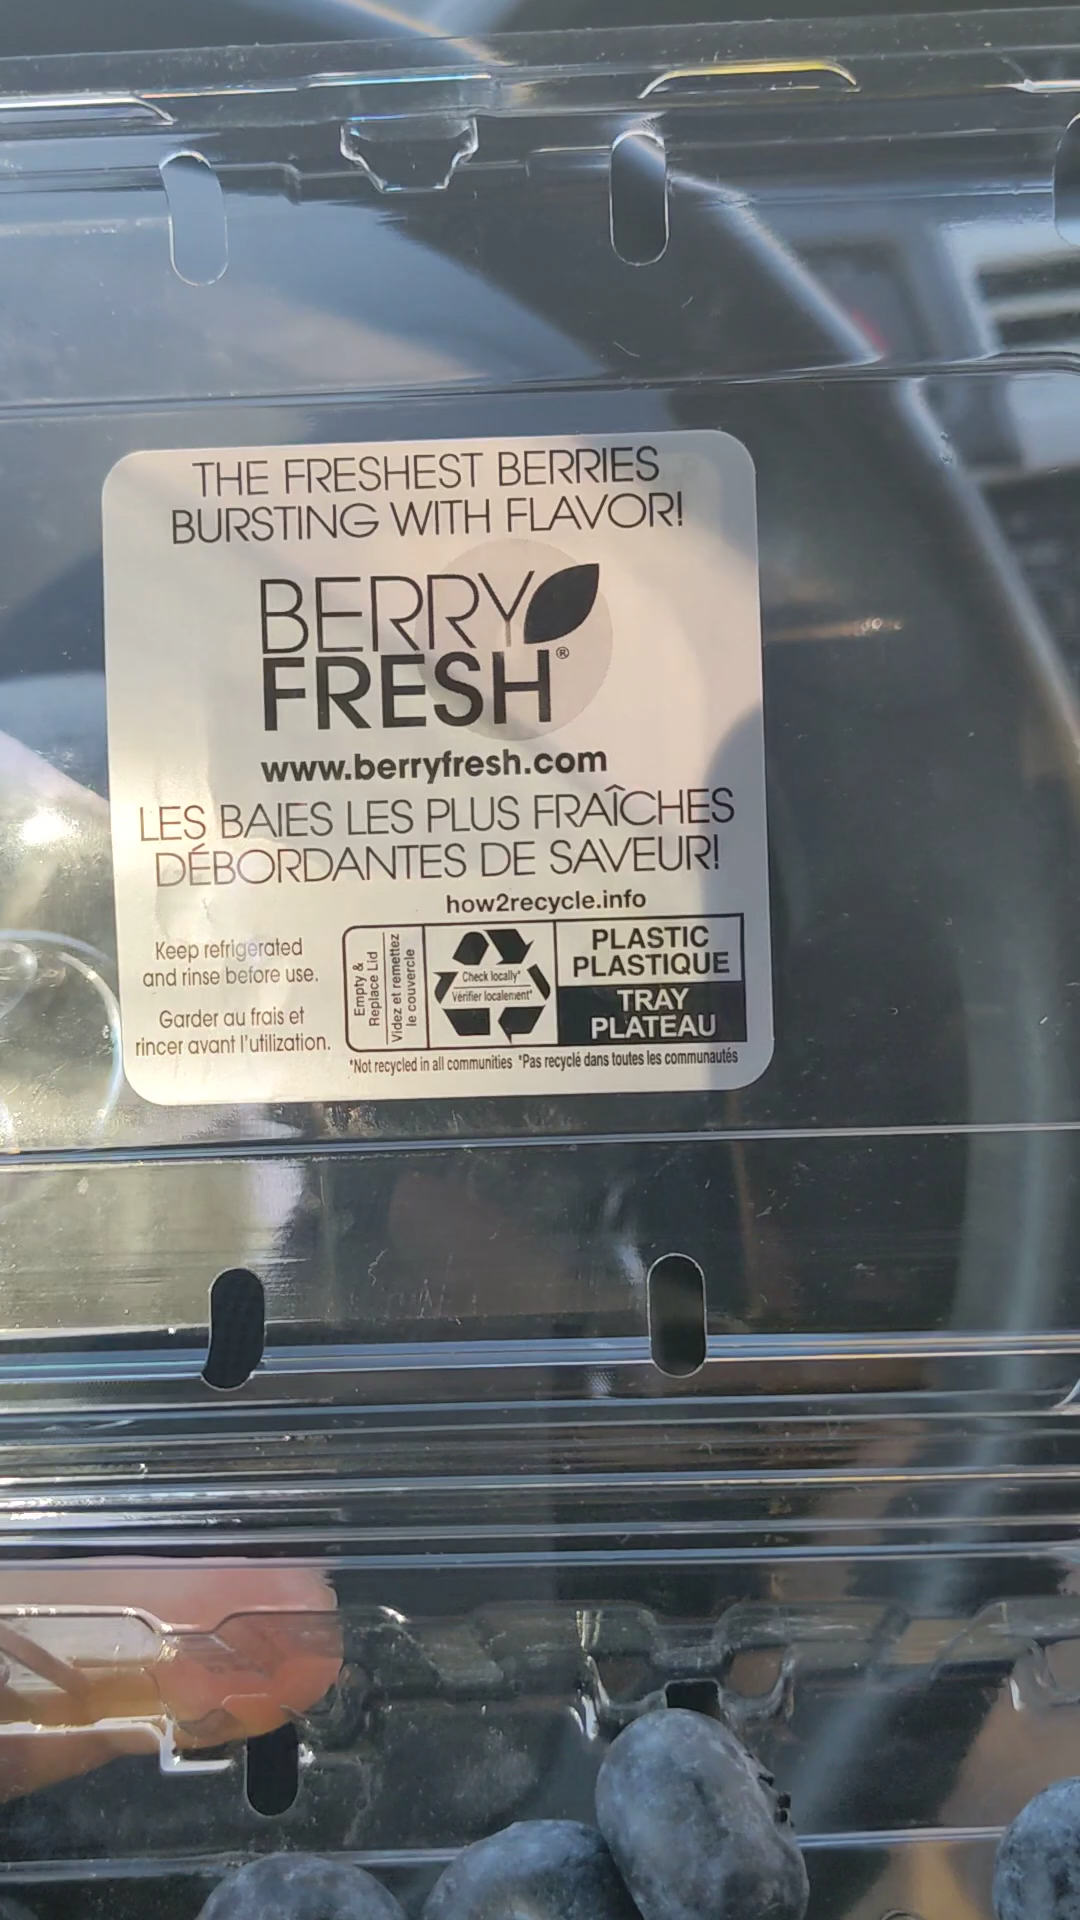 THE FRESHEST BERRIES
BURSTING WITH FLAVOR!
BERRY
FRESH®
www.berryfresh.com
LES BAIES LES PLUS FRAÎCHES
DÉBORDANTES DE SAVEUR!
how2recycle.info
Keep refrigerated
and rinse before use.
Garder au frais et
rincer avant l'utilization.
Empty &
Replace Lid
Videz et remettez
le couvercle
Check locally*
Vérifier localement*
PLASTIC
PLASTIQUE
TRAY
PLATEAU
*Not recycled in all communities *Pas recyclé dans toutes les communautés